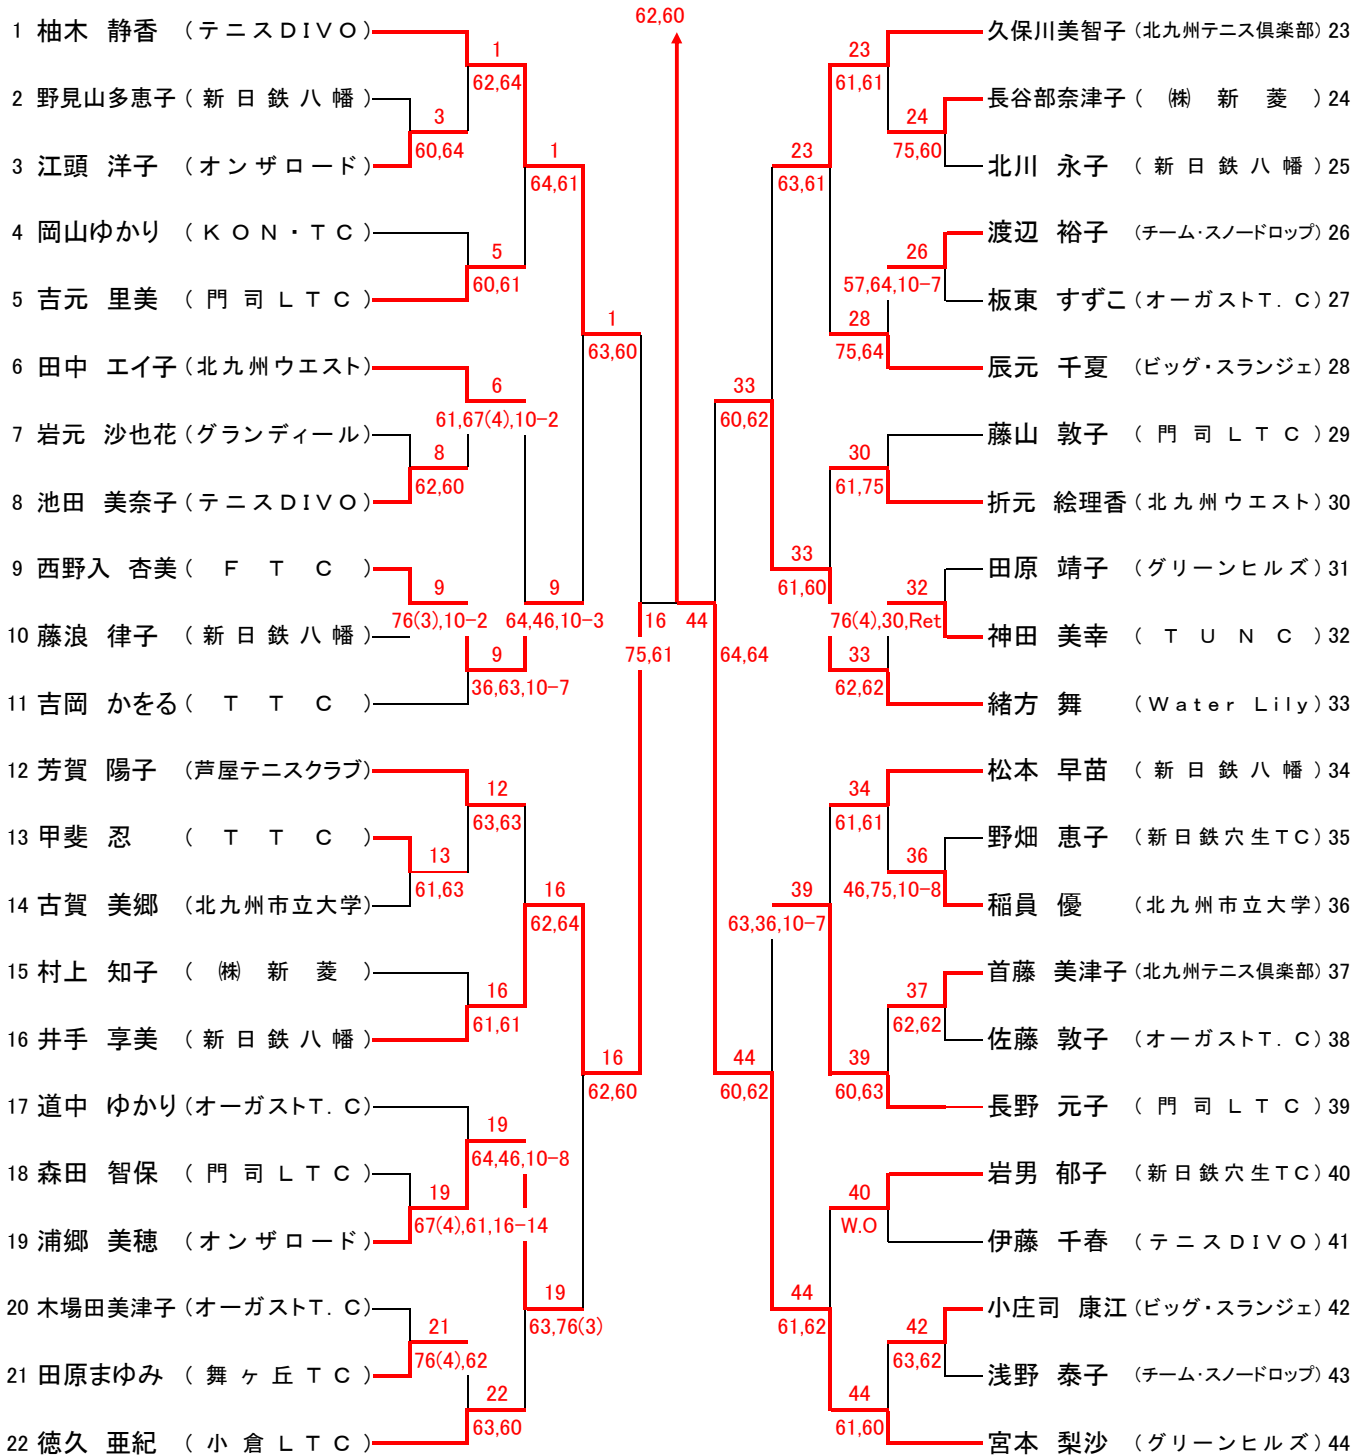 62,60
1 柚木 静香 (テニスDIVO)
1
62,64
2 野見山多恵子 (新日鉄八幡)
3
60,64
3 江頭 洋子 (オンザロード)
1
64,61
4 岡山ゆかり (KON・TC)
5
60,61
5 吉元 里美 (門司LTC)
1
63,60
6 田中 エイ子 (北九州ウエスト)
6
61,67(4),10-2
7 岩元 沙也花 (グランディール)
8
62,60
8 池田 美奈子 (テニスDIVO)
9 西野入 杏美 (FTC)
9
76(3),10-2
9
64,46,10-3
10 藤浪 律子 (新日鉄八幡)
9
36,63,10-7
11 吉岡 かをる (TTC)
16
75,61
12 芳賀 陽子 (芦屋テニスクラブ)
12
63,63
13 甲斐 忍 (TTC)
13
61,63
14 古賀 美郷 (北九州市立大学)
16
62,64
15 村上 知子 (㈱新菱)
16
61,61
16 井手 享美 (新日鉄八幡)
16
62,60
17 道中 ゆかり (オーガストT.C)
19
64,46,10-8
18 森田 智保 (門司LTC)
19
67(4),61,16-14
19 浦郷 美穂 (オンザロード)
19
63,76(3)
20 木場田美津子 (オーガストT.C)
21
76(4),62
21 田原まゆみ (舞ヶ丘TC)
22
63,60
22 徳久 亜紀 (小倉LTC)
久保川美智子 (北九州テニス倶楽部) 23
23
61,61
長谷部奈津子 (㈱新菱) 24
24
75,60
北川 永子 (新日鉄八幡) 25
23
63,61
渡辺 裕子 (チーム・スノードロップ) 26
26
57,64,10-7
板東 すずこ (オーガストT.C) 27
28
75,64
辰元 千夏 (ビッグ・スランジェ) 28
33
60,62
藤山 敦子 (門司LTC) 29
30
61,75
折元 絵理香 (北九州ウエスト) 30
33
61,60
田原 靖子 (グリーンヒルズ) 31
32
76(4),30,Ret
神田 美幸 (TUNC) 32
33
62,62
緒方 舞 (Water Lily) 33
44
64,64
松本 早苗 (新日鉄八幡) 34
34
61,61
野畑 恵子 (新日鉄穴生TC) 35
36
46,75,10-8
稲員 優 (北九州市立大学) 36
39
63,36,10-7
首藤 美津子 (北九州テニス倶楽部) 37
37
62,62
佐藤 敦子 (オーガストT.C) 38
39
60,63
長野 元子 (門司LTC) 39
44
60,62
岩男 郁子 (新日鉄穴生TC) 40
40
W.O
伊藤 千春 (テニスDIVO) 41
44
61,62
小庄司 康江 (ビッグ・スランジェ) 42
42
63,62
浅野 泰子 (チーム・スノードロップ) 43
44
61,60
宮本 梨沙 (グリーンヒルズ) 44